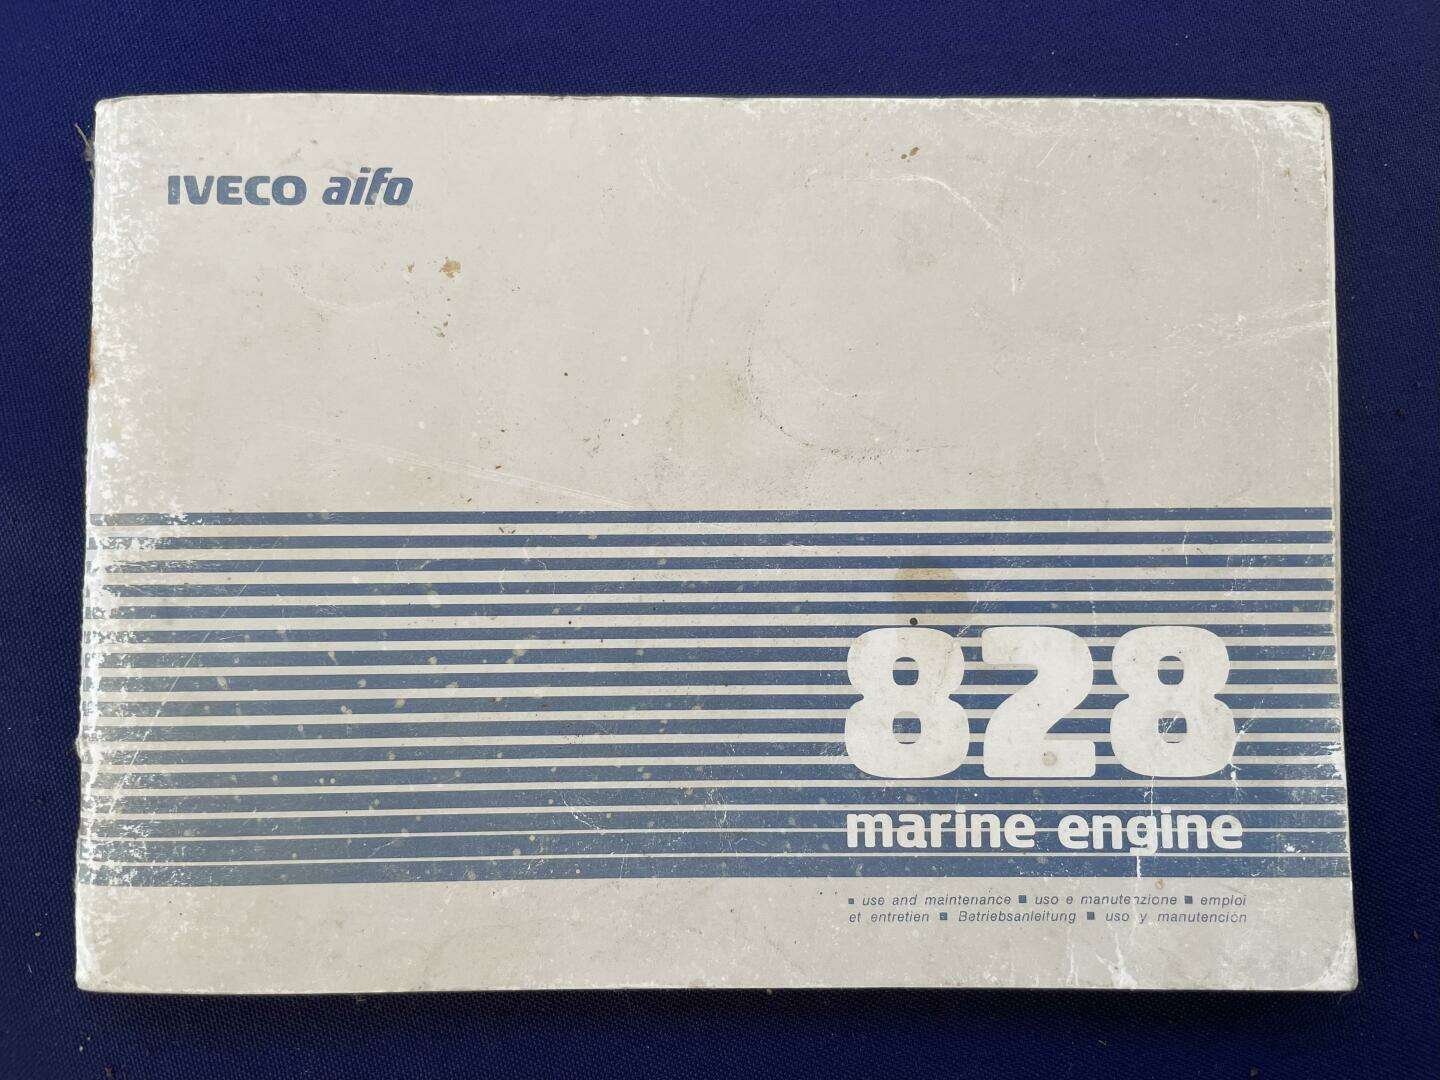 IVECO aifo
828
marine engine
▪ use and maintenance ▪ uso e manutenzione ▪ emploi
et entretien ▪ Betriebsanleitung ▪ uso y manutención